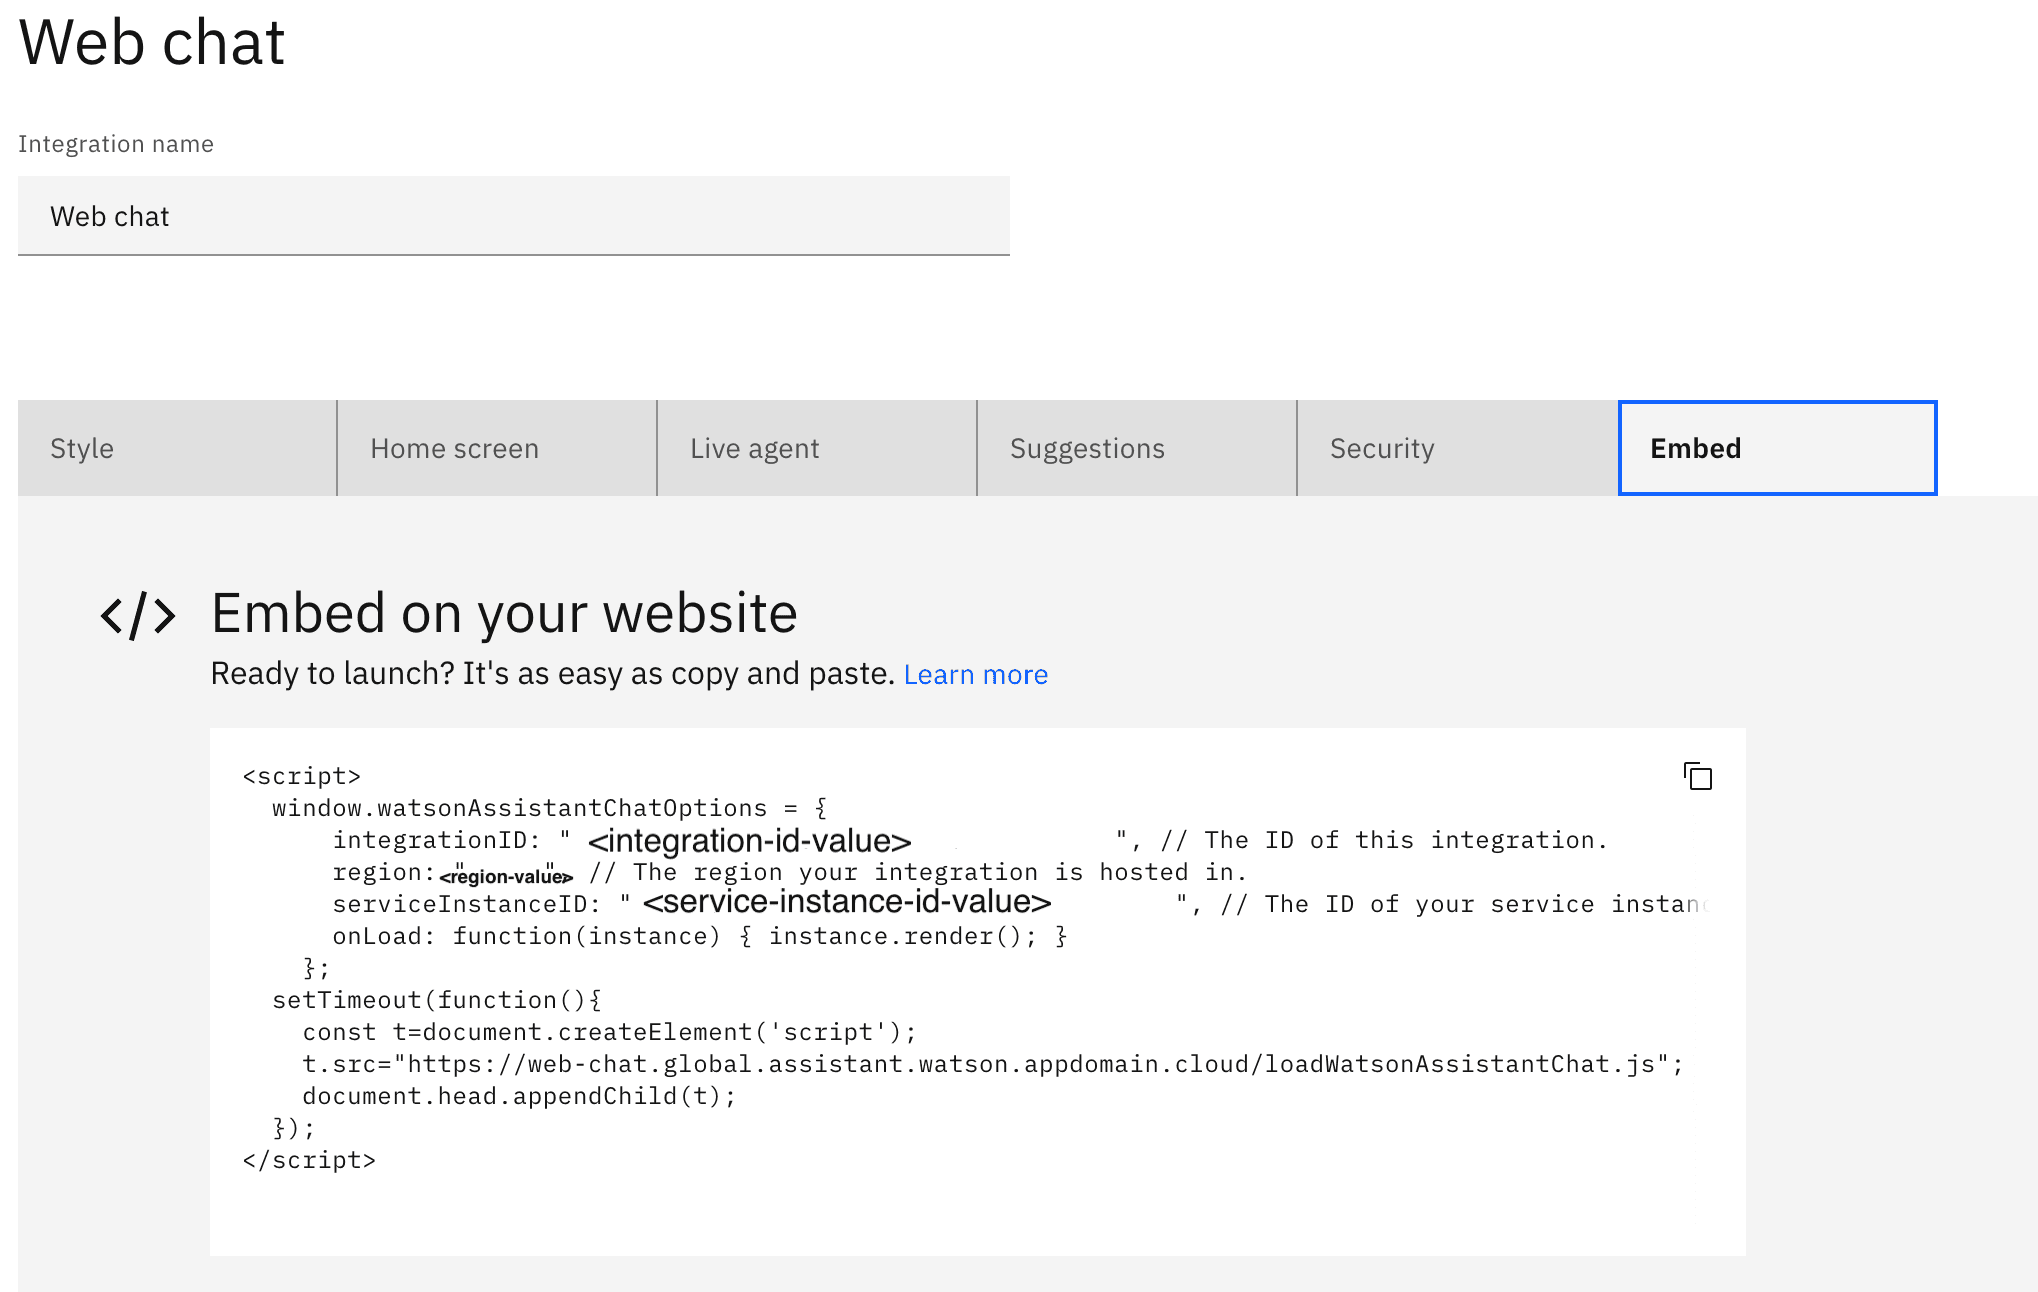 Web chat
Integration name
Web chat
Style
Home screen
Live agent
Suggestions
Security
Embed
</> Embed on your website
Ready to launch? It's as easy as copy and paste. Learn more
<script>
window.watsonAssistantChatOptions = {
integrationID: " <integration-id-value> ", // The ID of this integration.
region: "<region-value>" // The region your integration is hosted in.
serviceInstanceID: " <service-instance-id-value> ", // The ID of your service instan
onLoad: function(instance) { instance.render(); }
};
setTimeout(function(){
const t=document.createElement('script');
t.src="https://web-chat.global.assistant.watson.appdomain.cloud/loadWatsonAssistantChat.js";
document.head.appendChild(t);
});
</script>